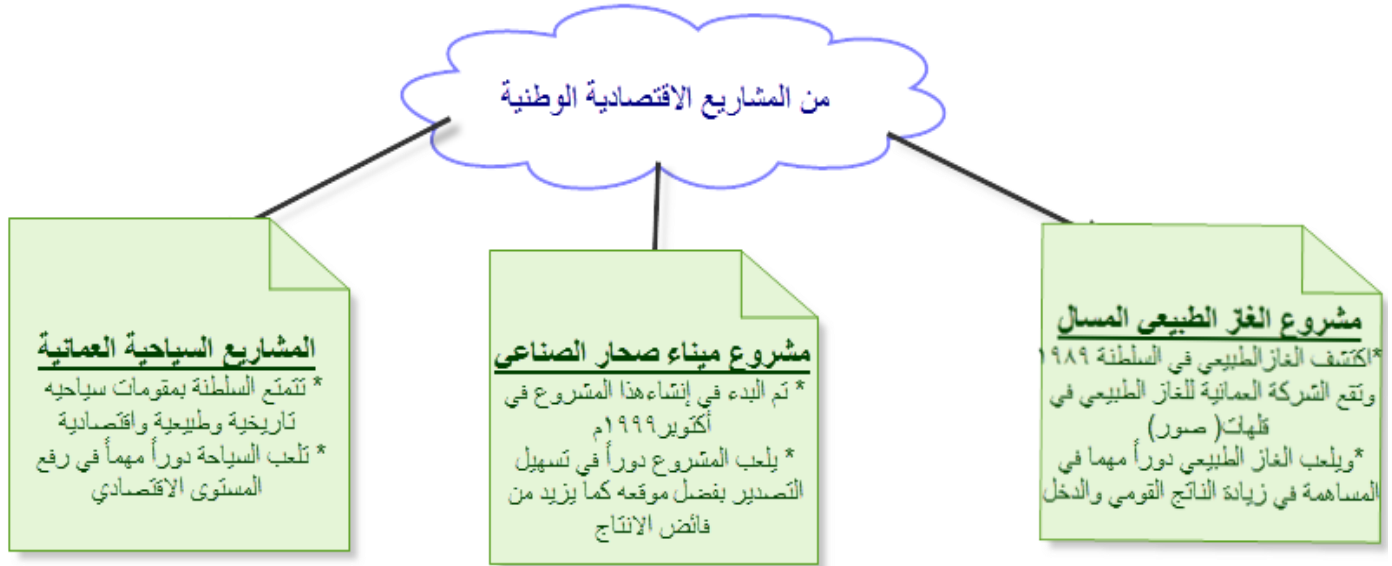 من المشاريع الاقتصادية الوطنية
مشروع الغاز الطبيعي المسال
*اكتشف الغازالطبيعي في السلطنة ١٩٨٩
وتقع الشركة العمانية للغاز الطبيعي في
قلهات( صور)
*ويلعب الغاز الطبيعي دوراً مهما في
المساهمة في زيادة الناتج القومي والدخل
مشروع ميناء صحار الصناعي
* تم البدء في إنشاءهذا المشروع في
أكتوبر١٩٩٩م
* يلعب المشروع دوراً في تسهيل
التصدير بفضل موقعه كما يزيد من
فائض الانتاج
المشاريع السياحية العمانية
* تتمتع السلطنة بمقومات سياحيه
تاريخية وطبيعية واقتصادية
* تلعب السياحة دوراً مهماً في رفع
المستوى الاقتصادي